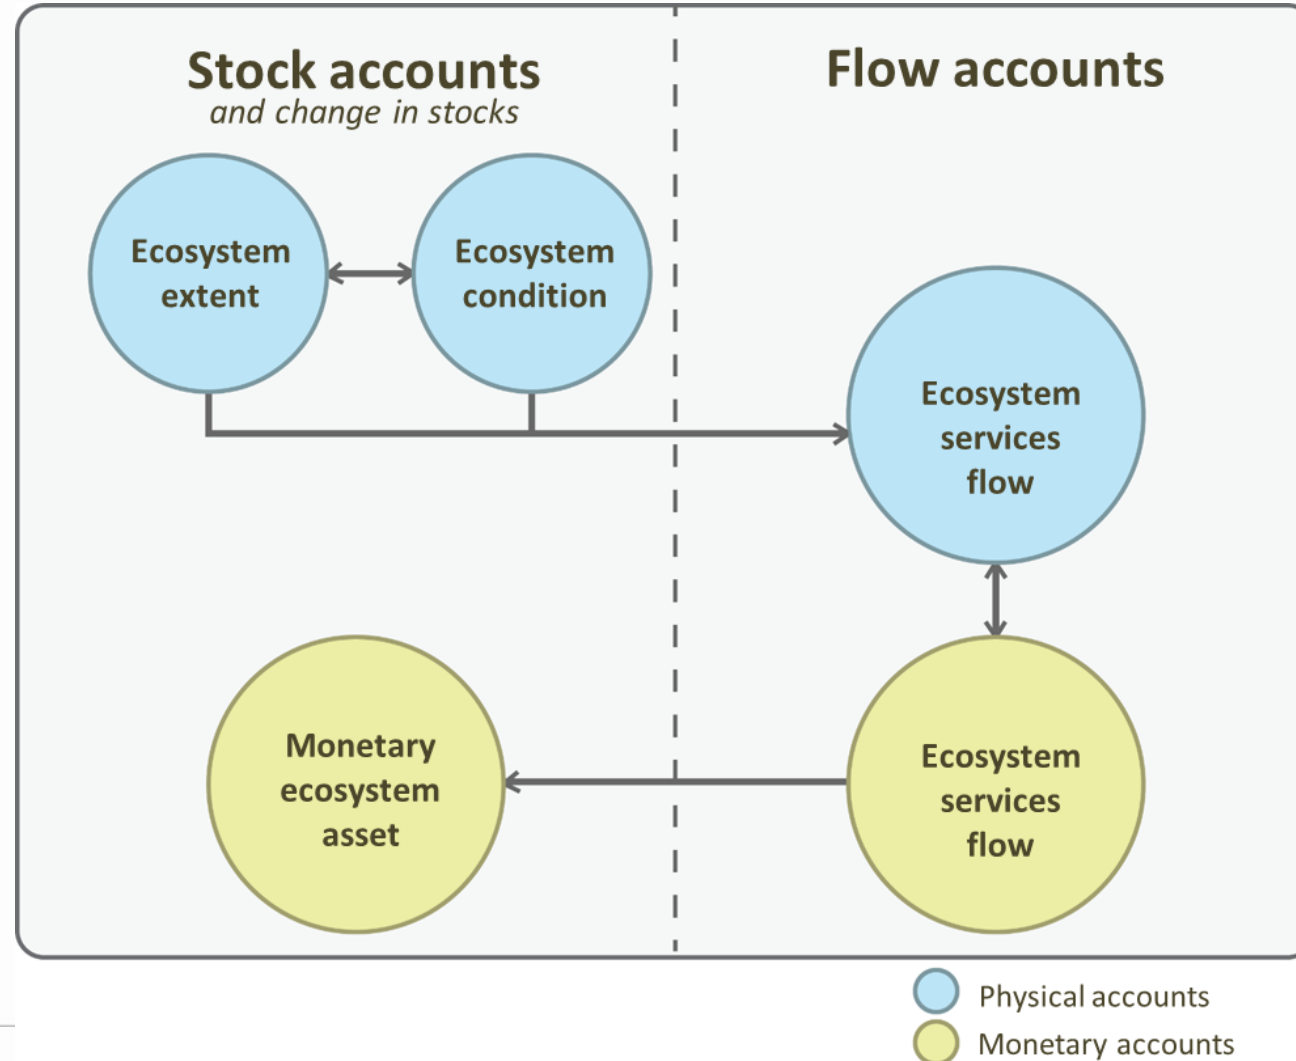 Stock accounts
and change in stocks
Flow accounts
Ecosystem
extent
Ecosystem
condition
Ecosystem
services
flow
Monetary
ecosystem
asset
Ecosystem
services
flow
Physical accounts
Monetary accounts